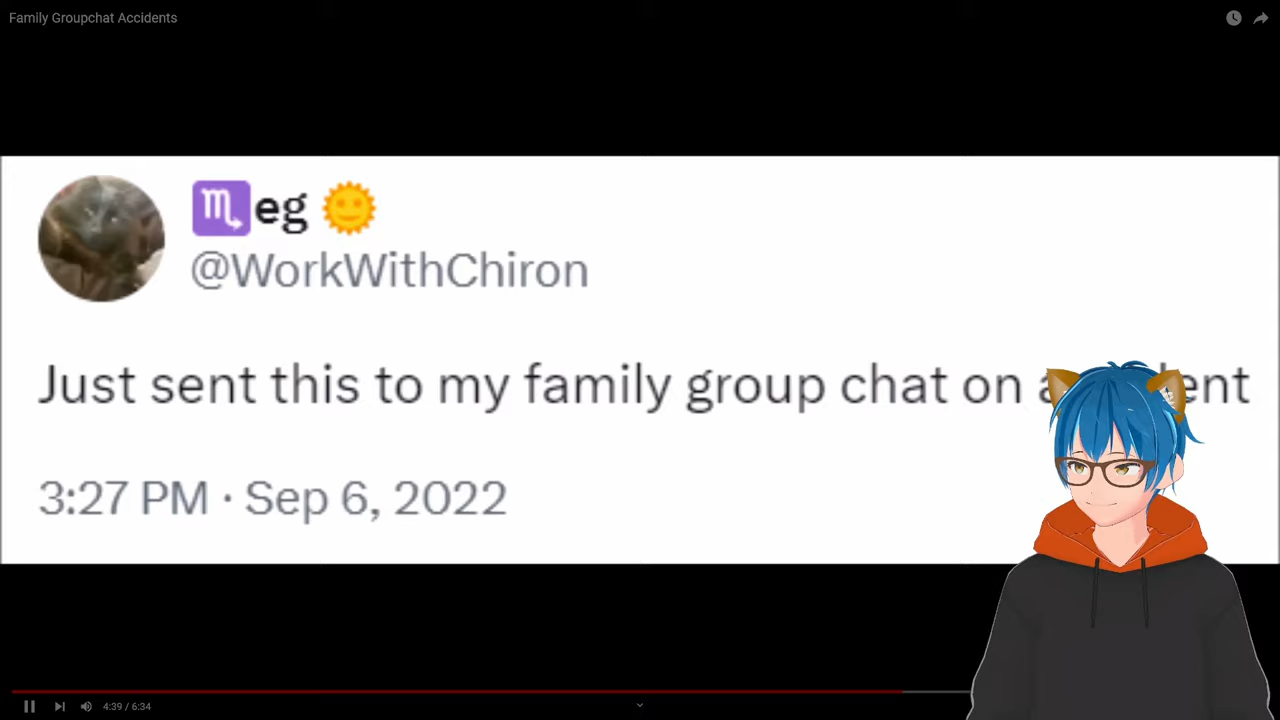 Family Groupchat Accidents
♏eg 🌞
@WorkWithChiron
Just sent this to my family group chat on
3:27 PM · Sep 6, 2022
4:39 / 6:34